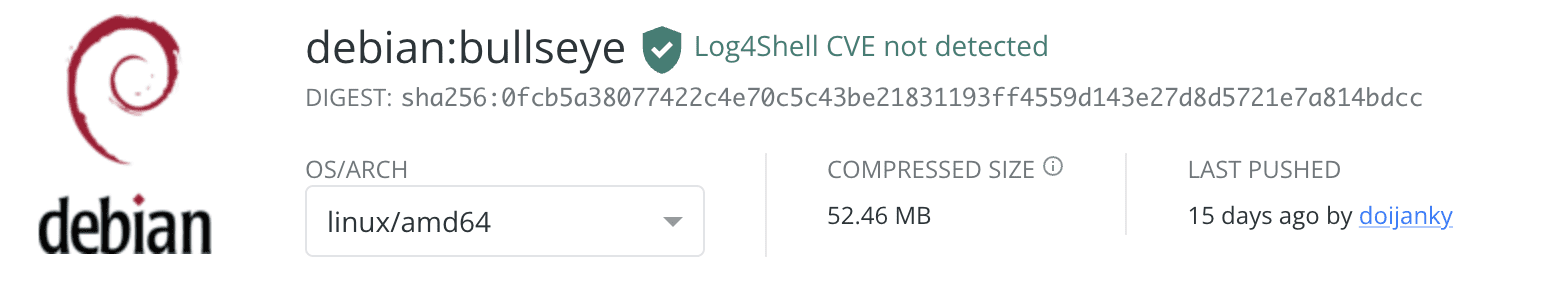 debian
debian:bullseye Log4Shell CVE not detected
DIGEST: sha256:0fcb5a38077422c4e70c5c43be21831193ff4559d143e27d8d5721e7a814bdcc
OS/ARCH
linux/amd64
COMPRESSED SIZE
52.46 MB
LAST PUSHED
15 days ago by doijanky